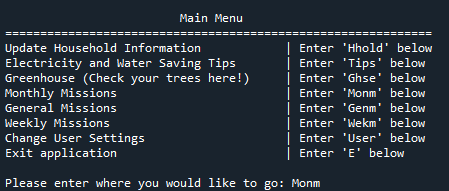 Main Menu
=============================================================
Update Household Information | Enter 'Hhold' below
Electricity and Water Saving Tips | Enter 'Tips' below
Greenhouse (Check your trees here!) | Enter 'Ghse' below
Monthly Missions | Enter 'Monm' below
General Missions | Enter 'Genm' below
Weekly Missions | Enter 'Wekm' below
Change User Settings | Enter 'User' below
Exit application | Enter 'E' below
Please enter where you would like to go: Monm